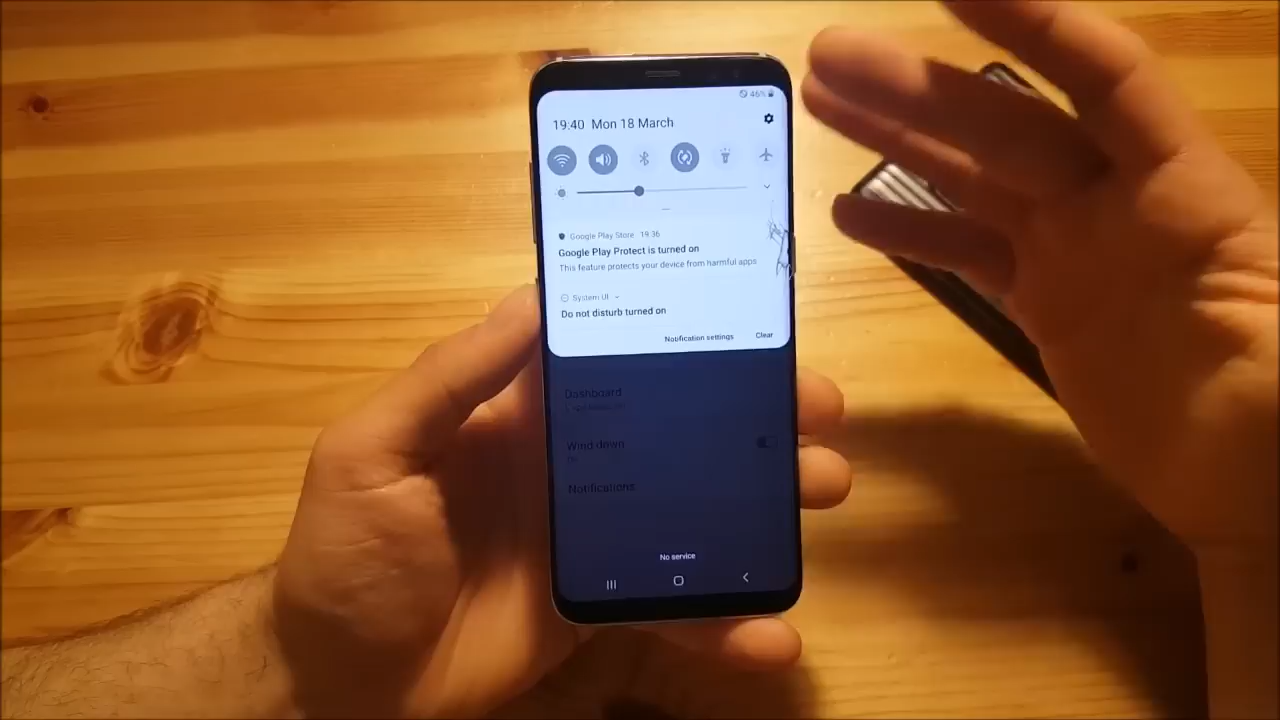 46%
19:40 Mon 18 March
Google Play Store 19:36
Google Play Protect is turned on
This feature protects your device from harmful apps
System UI
Do not disturb turned on
Notification settings Clear
Dashboard
Wind down
On
Notifications
No service